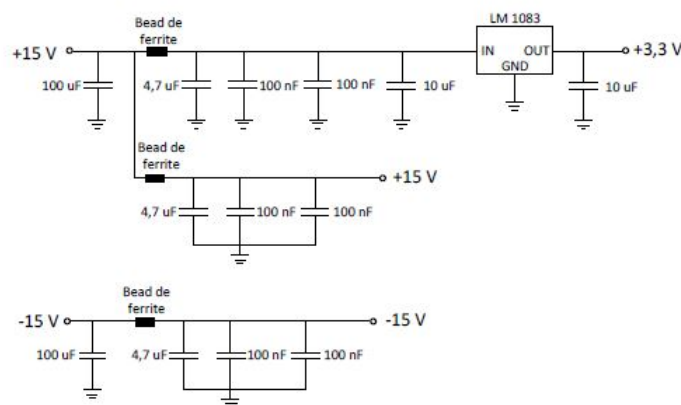 LM 1083
Bead de
ferrite
+15 V
IN OUT
GND
+3,3 V
100 uF
4,7 uF
100 nF
100 nF
10 uF
10 uF
Bead de
ferrite
+15 V
4,7 uF
100 nF
100 nF
Bead de
ferrite
-15 V
-15 V
100 uF
4,7 uF
100 nF
100 nF